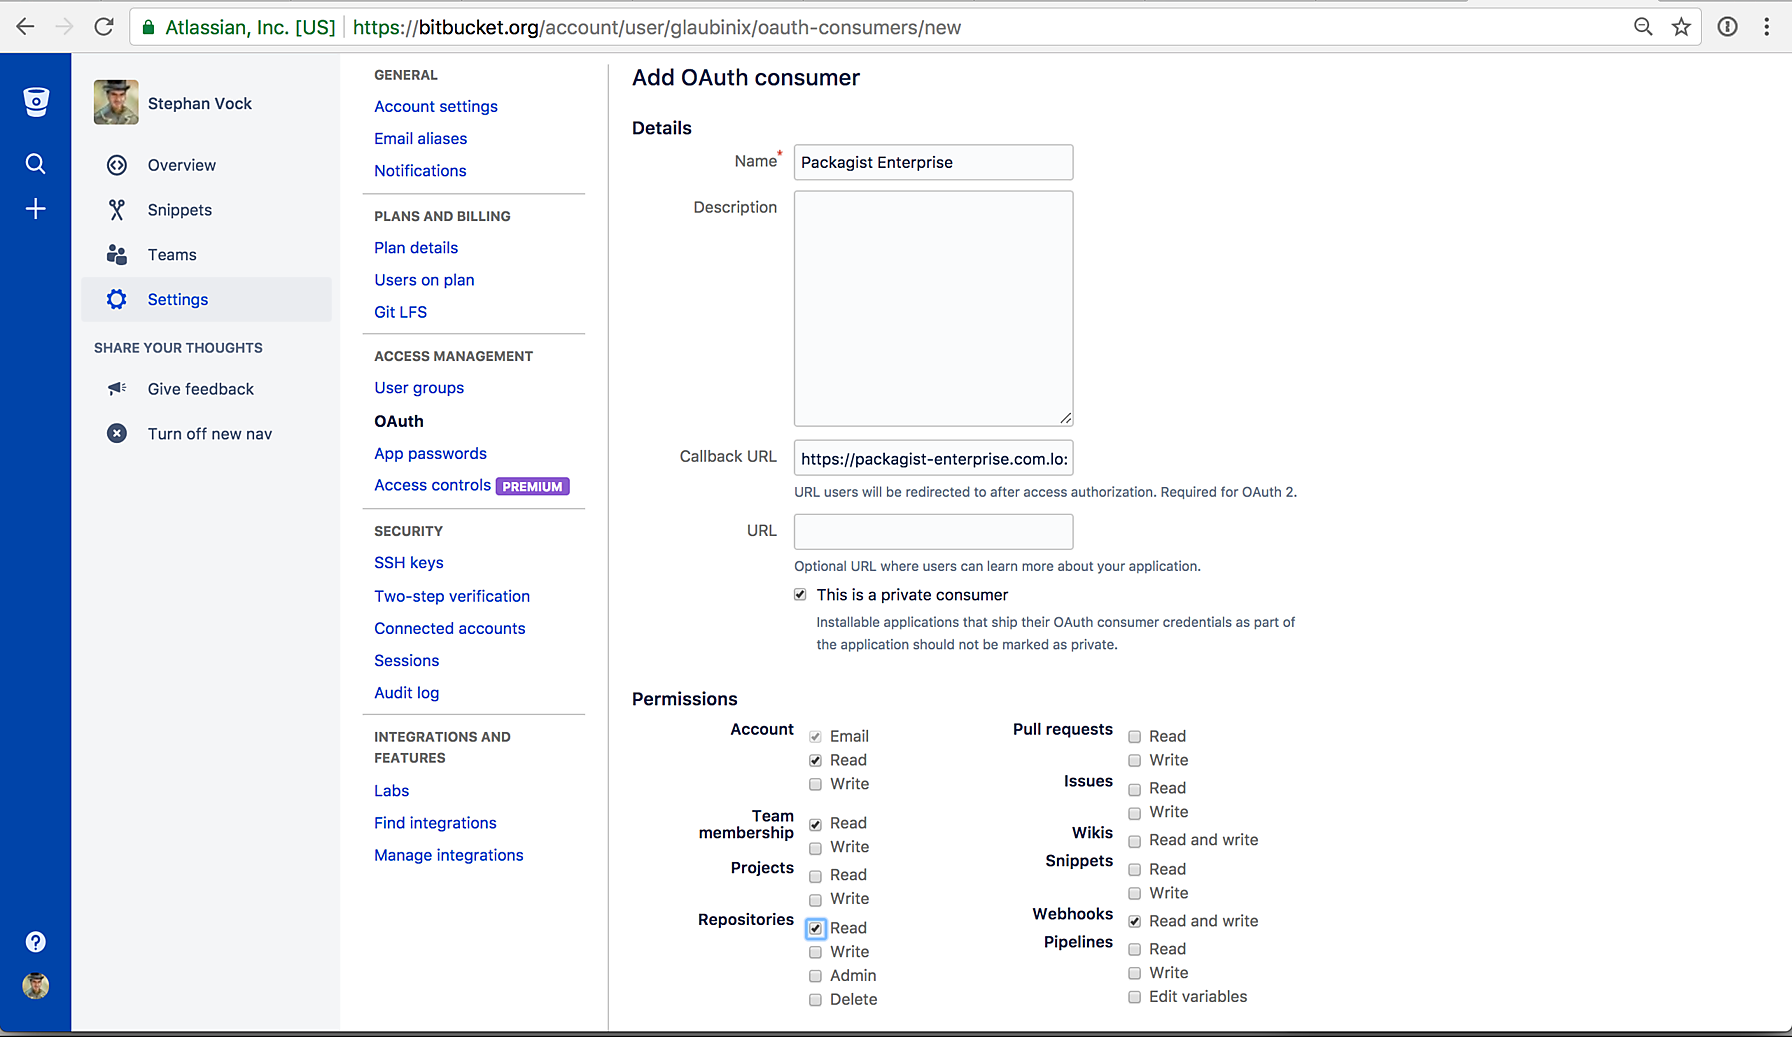 Atlassian, Inc. [US] https://bitbucket.org/account/user/glaubinix/oauth-consumers/new
Stephan Vock
Overview
Snippets
Teams
Settings
SHARE YOUR THOUGHTS
Give feedback
Turn off new nav
GENERAL
Account settings
Email aliases
Notifications
PLANS AND BILLING
Plan details
Users on plan
Git LFS
ACCESS MANAGEMENT
User groups
OAuth
App passwords
Access controls PREMIUM
SECURITY
SSH keys
Two-step verification
Connected accounts
Sessions
Audit log
INTEGRATIONS AND
FEATURES
Labs
Find integrations
Manage integrations
Add OAuth consumer
Details
Name* Packagist Enterprise
Description
Callback URL https://packagist-enterprise.com.lo:
URL users will be redirected to after access authorization. Required for OAuth 2.
URL
Optional URL where users can learn more about your application.
This is a private consumer
Installable applications that ship their OAuth consumer credentials as part of
the application should not be marked as private.
Permissions
Account
Email
Read
Write
Team
membership
Read
Write
Projects
Read
Write
Repositories
Read
Write
Admin
Delete
Pull requests
Read
Write
Issues
Read
Write
Wikis
Read and write
Snippets
Read
Write
Webhooks
Read and write
Pipelines
Read
Write
Edit variables